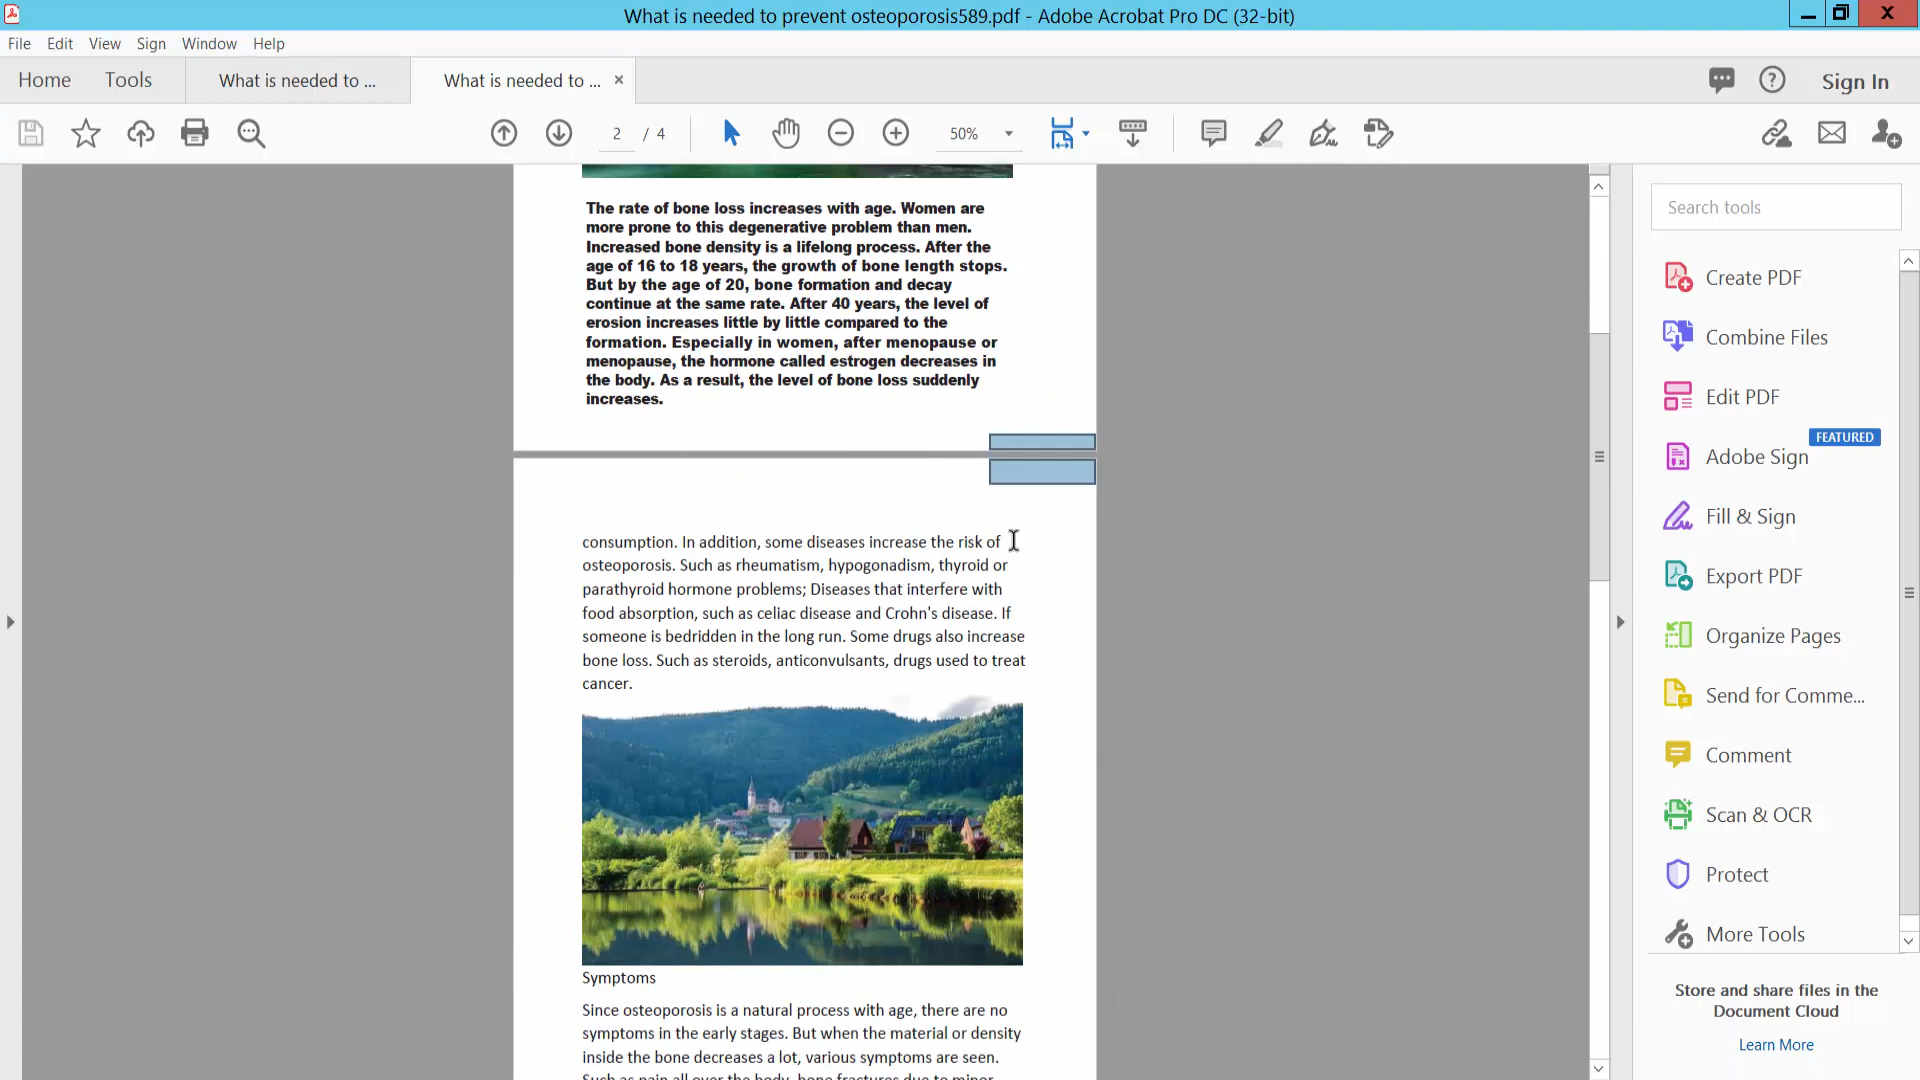 What is needed to prevent osteoporosis589.pdf - Adobe Acrobat Pro DC (32-bit)
File Edit View Sign Window Help
Home Tools What is needed to ... What is needed to ... × Sign In
2 / 4 50%
The rate of bone loss increases with age. Women are
more prone to this degenerative problem than men.
Increased bone density is a lifelong process. After the
age of 16 to 18 years, the growth of bone length stops.
But by the age of 20, bone formation and decay
continue at the same rate. After 40 years, the level of
erosion increases little by little compared to the
formation. Especially in women, after menopause or
menopause, the hormone called estrogen decreases in
the body. As a result, the level of bone loss suddenly
increases.
consumption. In addition, some diseases increase the risk of
osteoporosis. Such as rheumatism, hypogonadism, thyroid or
parathyroid hormone problems; Diseases that interfere with
food absorption, such as celiac disease and Crohn's disease. If
someone is bedridden in the long run. Some drugs also increase
bone loss. Such as steroids, anticonvulsants, drugs used to treat
cancer.
Symptoms
Since osteoporosis is a natural process with age, there are no
symptoms in the early stages. But when the material or density
inside the bone decreases a lot, various symptoms are seen.
Such as pain all over the body, bone fractures due to minor
Search tools
Create PDF
Combine Files
Edit PDF
FEATURED
Adobe Sign
Fill & Sign
Export PDF
Organize Pages
Send for Comme...
Comment
Scan & OCR
Protect
More Tools
Store and share files in the
Document Cloud
Learn More